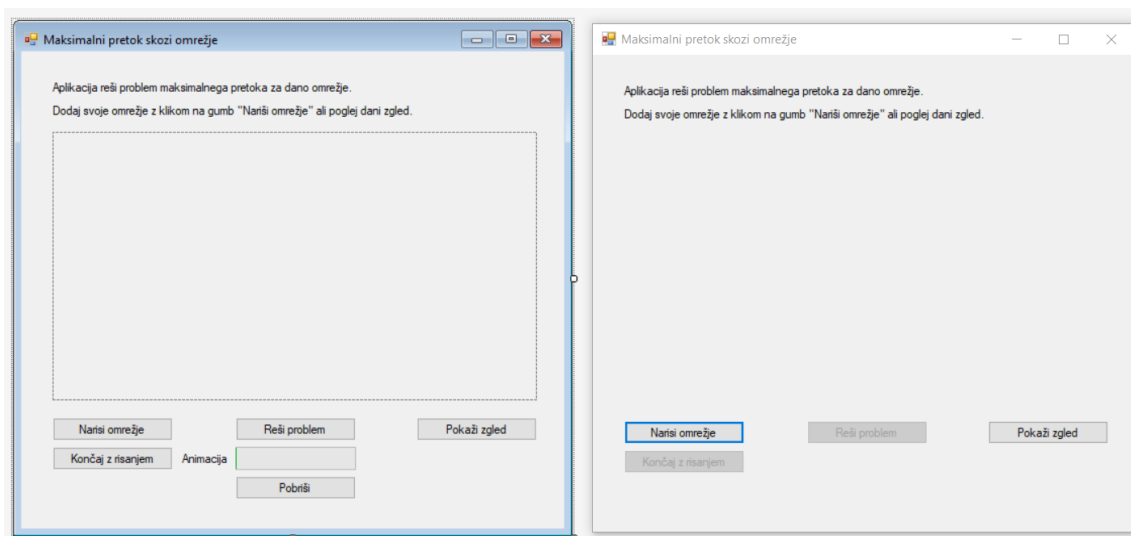 Maksimalni pretok skozi omrežje
Aplikacija reši problem maksimalnega pretoka za dano omrežje.
Dodaj svoje omrežje z klikom na gumb "Nariši omrežje" ali poglej dani zgled.
Narisi omrežje
Reši problem
Pokaži zgled
Končaj z risanjem
Animacija
Pobriši
Maksimalni pretok skozi omrežje
Aplikacija reši problem maksimalnega pretoka za dano omrežje.
Dodaj svoje omrežje z klikom na gumb "Nariši omrežje" ali poglej dani zgled.
Narisi omrežje
Reši problem
Pokaži zgled
Končaj z risanjem